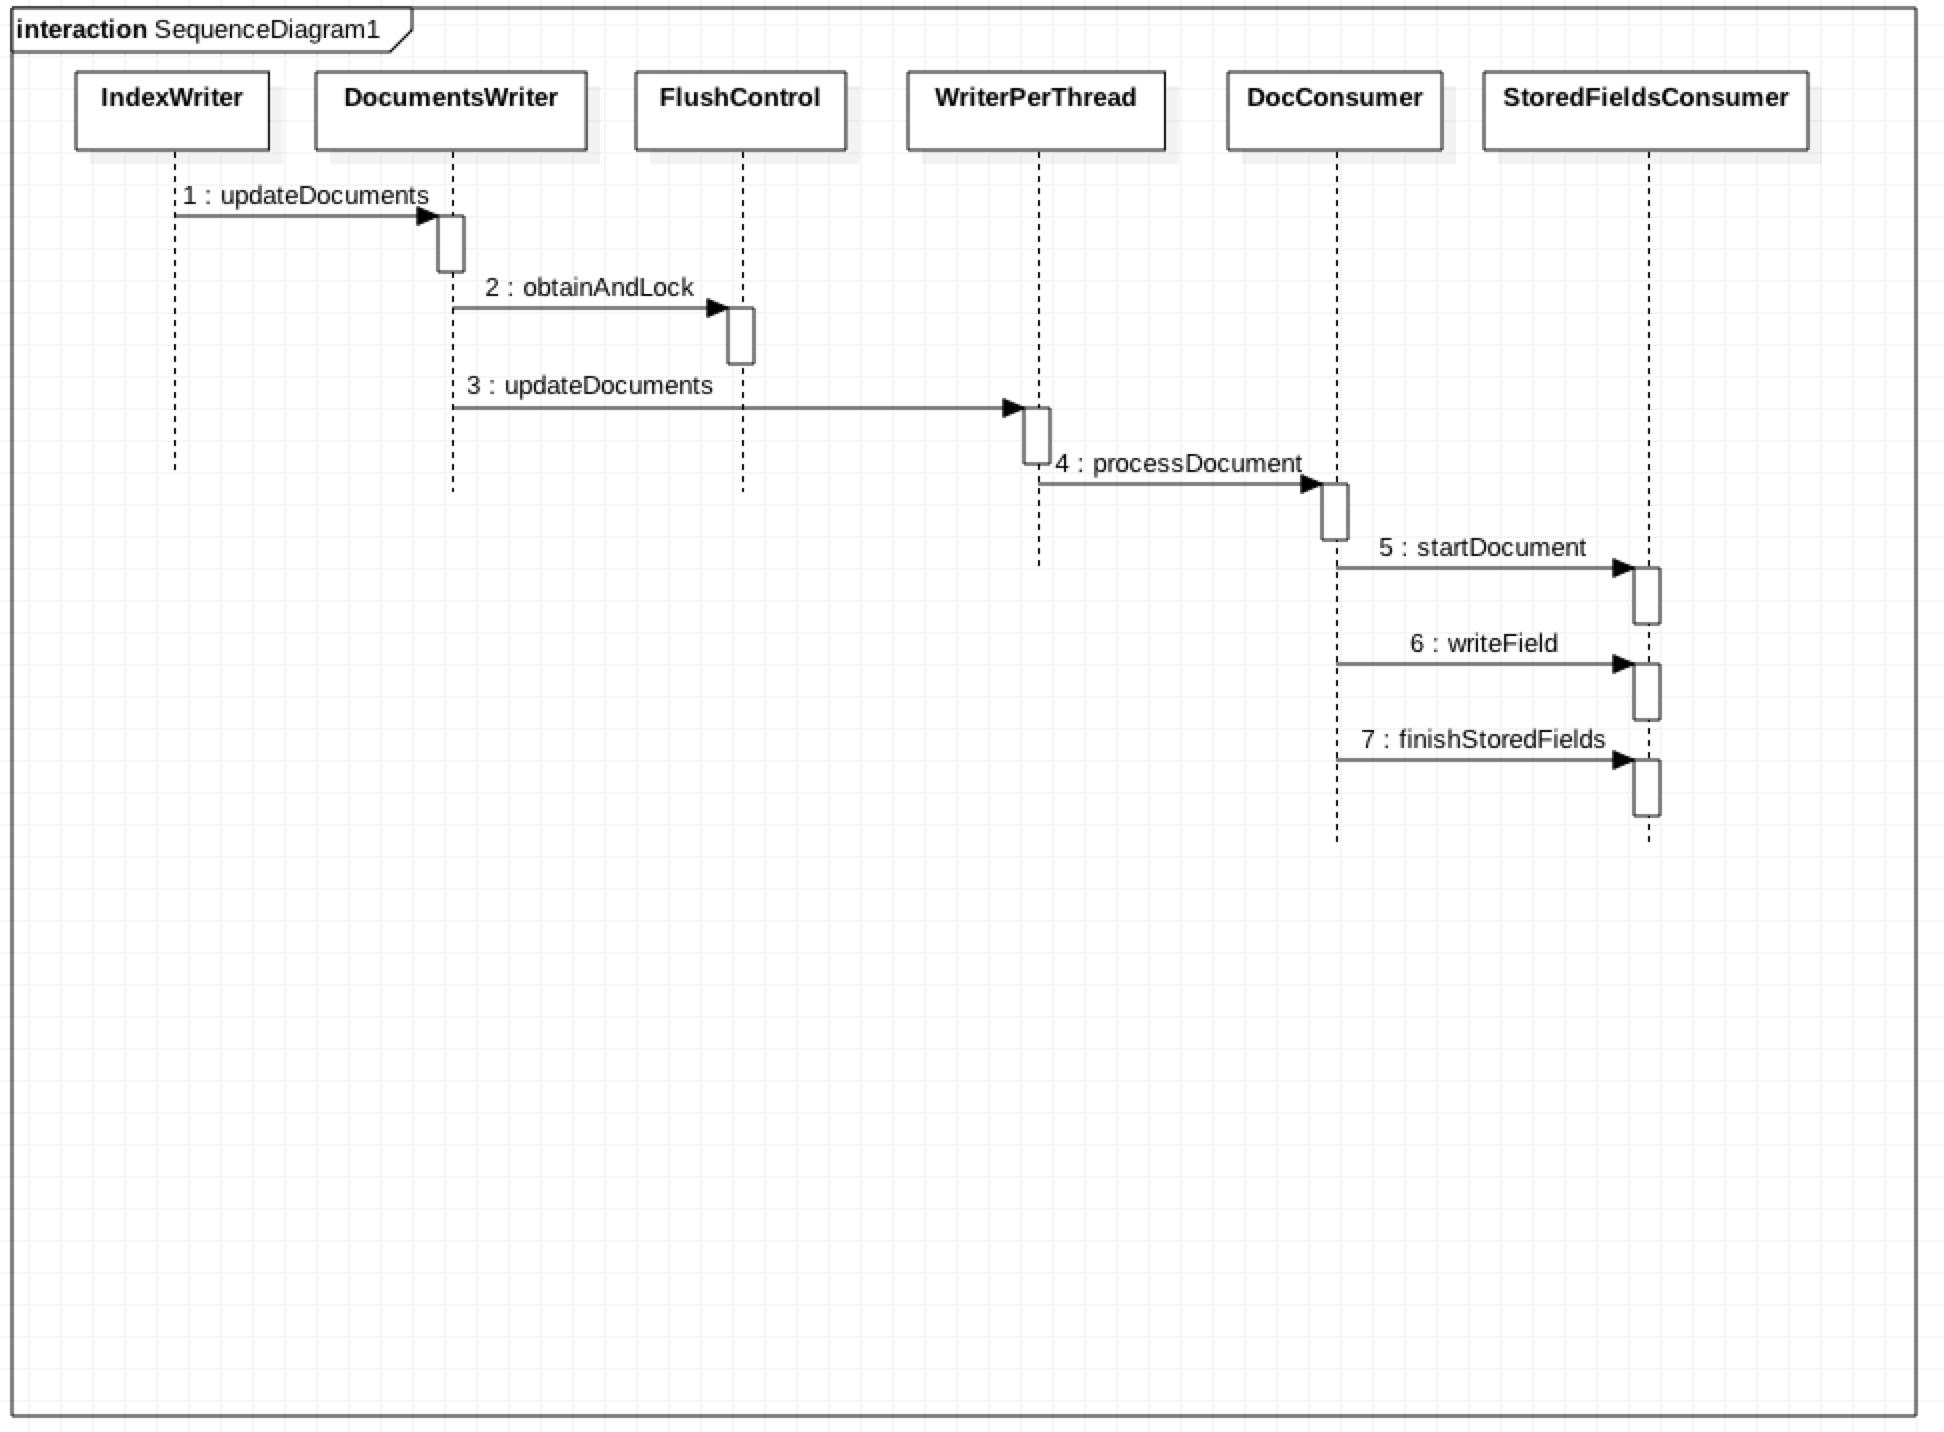 interaction SequenceDiagram1
IndexWriter
DocumentsWriter
FlushControl
WriterPerThread
DocConsumer
StoredFieldsConsumer
1 : updateDocuments
2 : obtainAndLock
3 : updateDocuments
4 : processDocument
5 : startDocument
6 : writeField
7 : finishStoredFields